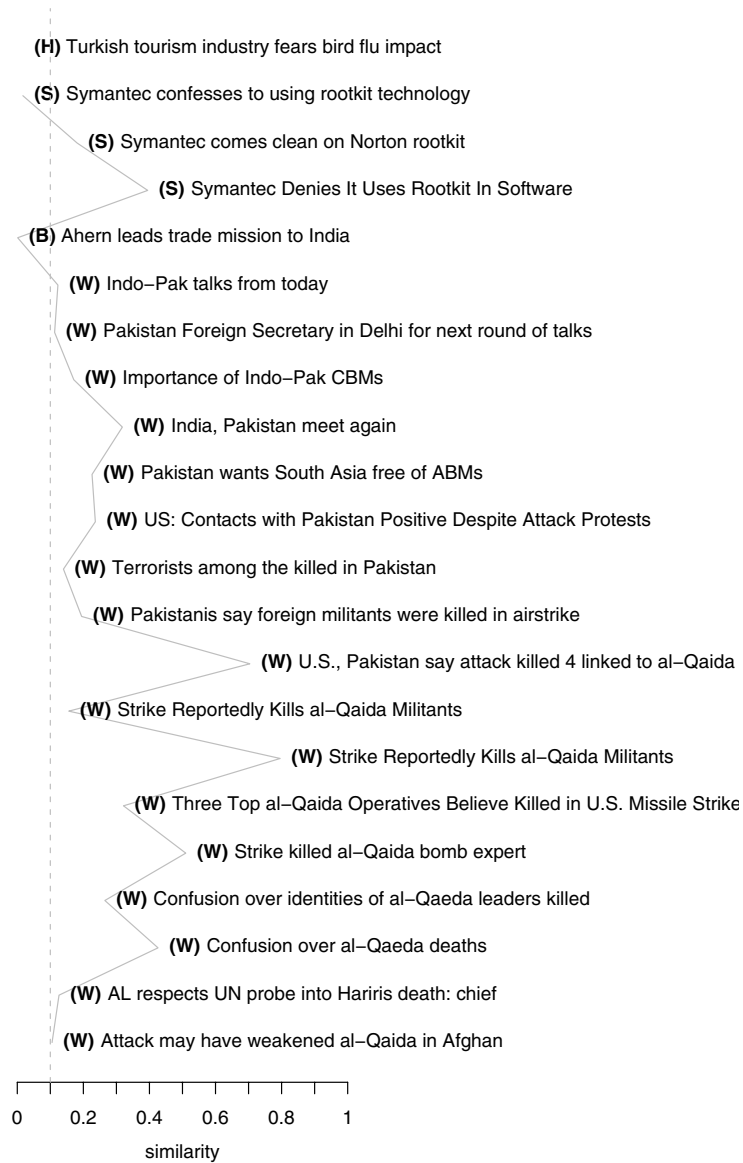 (H) Turkish tourism industry fears bird flu impact
(S) Symantec confesses to using rootkit technology
(S) Symantec comes clean on Norton rootkit
(S) Symantec Denies It Uses Rootkit In Software
(B) Ahern leads trade mission to India
(W) Indo−Pak talks from today
(W) Pakistan Foreign Secretary in Delhi for next round of talks
(W) Importance of Indo−Pak CBMs
(W) India, Pakistan meet again
(W) Pakistan wants South Asia free of ABMs
(W) US: Contacts with Pakistan Positive Despite Attack Protests
(W) Terrorists among the killed in Pakistan
(W) Pakistanis say foreign militants were killed in airstrike
(W) U.S., Pakistan say attack killed 4 linked to al−Qaida
(W) Strike Reportedly Kills al−Qaida Militants
(W) Strike Reportedly Kills al−Qaida Militants
(W) Three Top al−Qaida Operatives Believe Killed in U.S. Missile Strike
(W) Strike killed al−Qaida bomb expert
(W) Confusion over identities of al−Qaeda leaders killed
(W) Confusion over al−Qaeda deaths
(W) AL respects UN probe into Hariris death: chief
(W) Attack may have weakened al−Qaida in Afghan
0 0.2 0.4 0.6 0.8 1
similarity